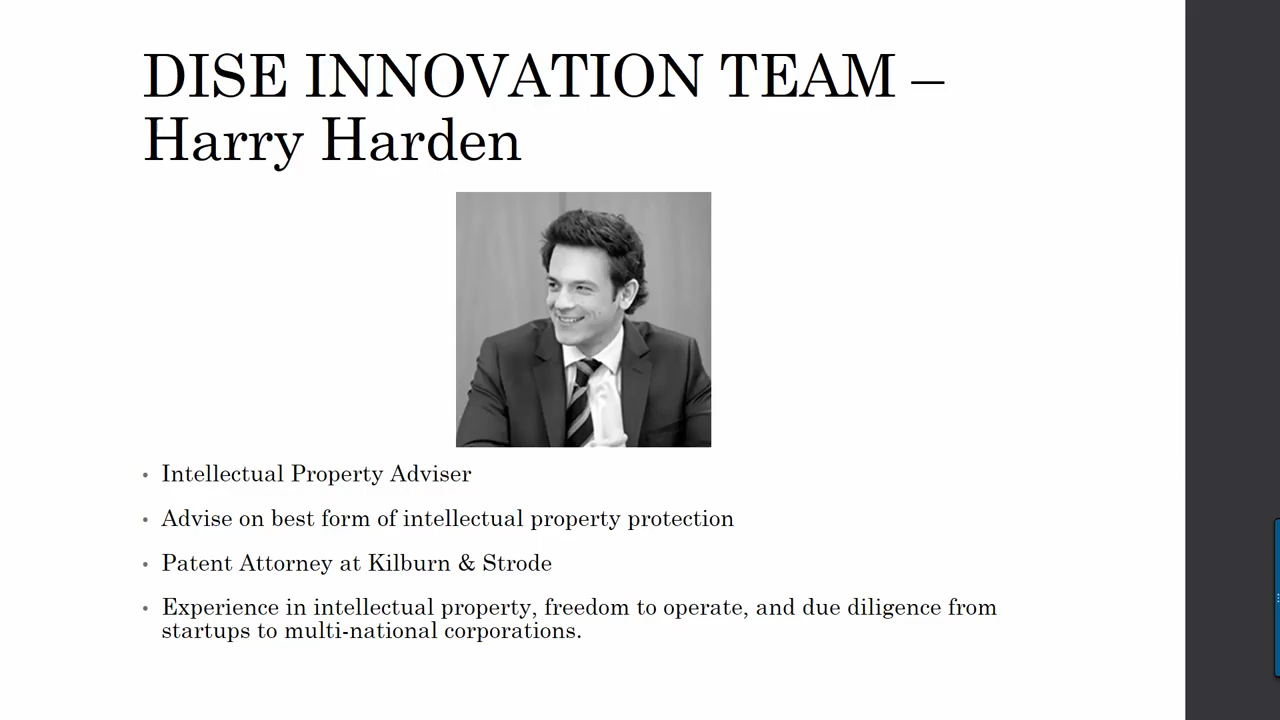 DISE INNOVATION TEAM –
Harry Harden
• Intellectual Property Adviser
• Advise on best form of intellectual property protection
• Patent Attorney at Kilburn & Strode
• Experience in intellectual property, freedom to operate, and due diligence from
startups to multi-national corporations.